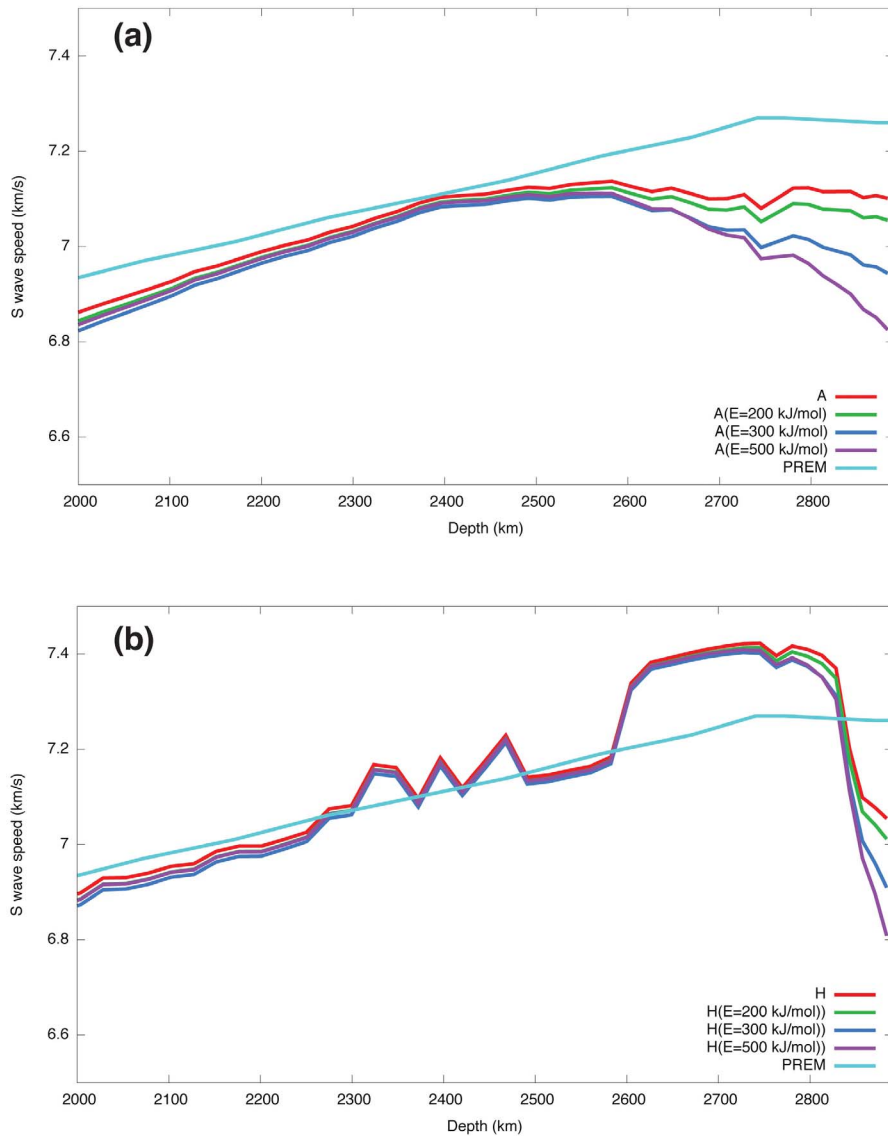 (a)
7.4
7.2
7
6.8
6.6
S wave speed (km/s)
A
A(E=200 kJ/mol)
A(E=300 kJ/mol)
A(E=500 kJ/mol)
PREM
2000 2100 2200 2300 2400 2500 2600 2700 2800
Depth (km)
(b)
7.4
7.2
7
6.8
6.6
S wave speed (km/s)
H
H(E=200 kJ/mol))
H(E=300 kJ/mol))
H(E=500 kJ/mol))
PREM
2000 2100 2200 2300 2400 2500 2600 2700 2800
Depth (km)